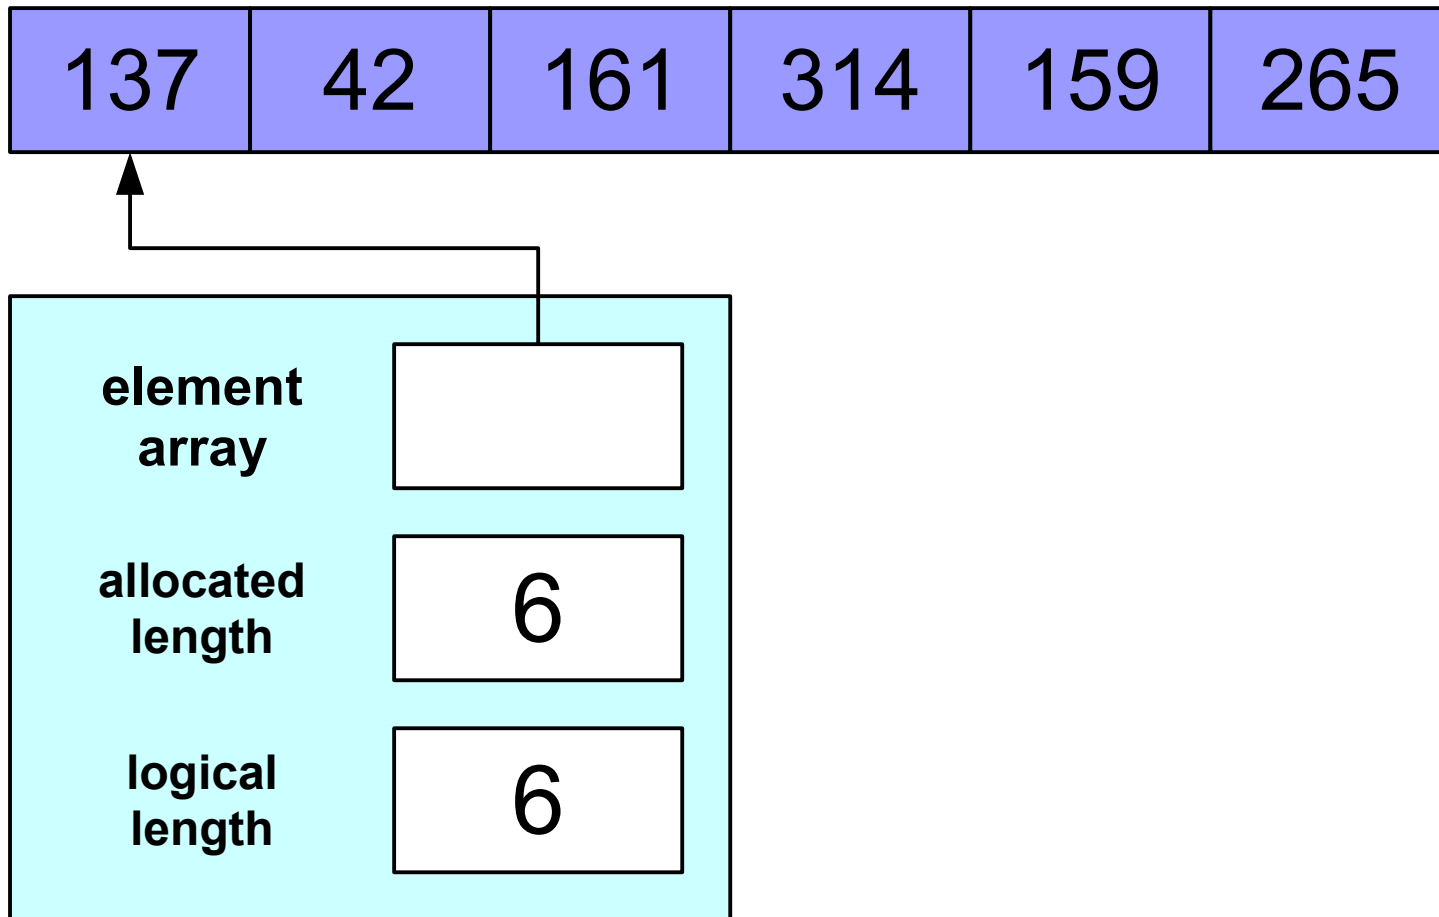 137 42 161 314 159 265
element
array
allocated
length
6
logical
length
6